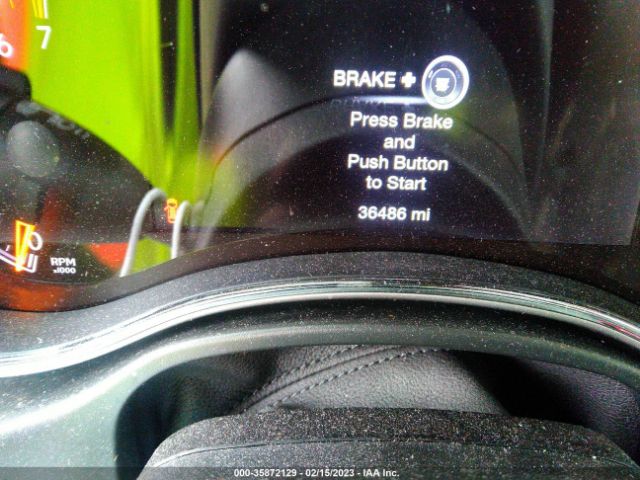 6 7
BRAKE +
Press Brake
and
Push Button
to Start
36486 mi
0
RPM
x1000
000-35872129 - 02/15/2023 - IAA Inc.